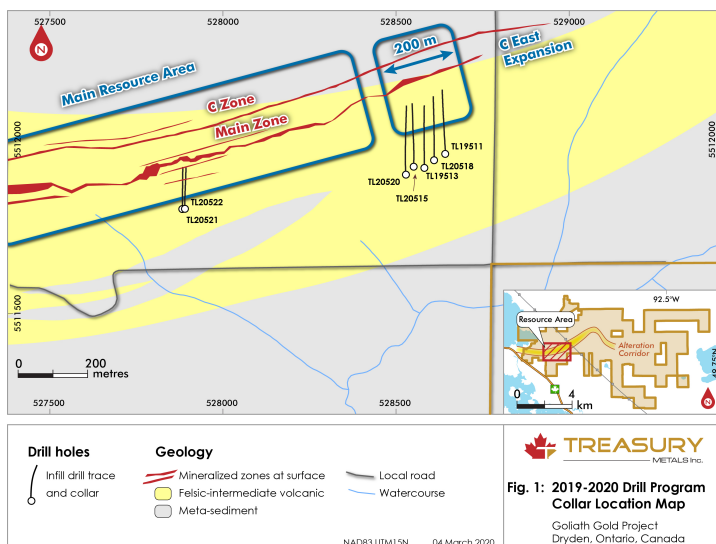 527500
528000
528500
529000
N
200 m
C East
Expansion
Main Resource Area
C Zone
Main Zone
5512000
5512000
TL19511
TL20518
TL20520
TL19513
TL20515
TL20522
TL20521
5511500
92.5°W
Resource Area
Alteration
Corridor
0 200
metres
0 4
km
N
527500
528000
528500
Drill holes
Infill drill trace
and collar
Geology
Mineralized zones at surface
Felsic-intermediate volcanic
Meta-sediment
Local road
Watercourse
NAD83 UTM15N 04 March 2020
TREASURY
METALS Inc.
Fig. 1: 2019-2020 Drill Program
Collar Location Map
Goliath Gold Project
Dryden, Ontario, Canada